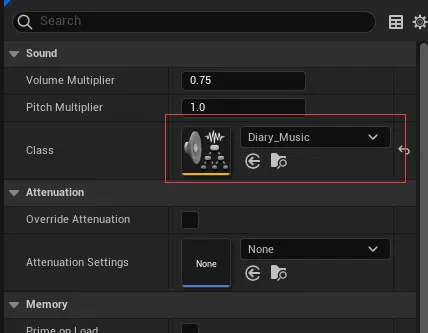 Search
Sound
Volume Multiplier 0.75
Pitch Multiplier 1.0
Class Diary_Music
Attenuation
Override Attenuation
Attenuation Settings None None
Memory
Prime on Load